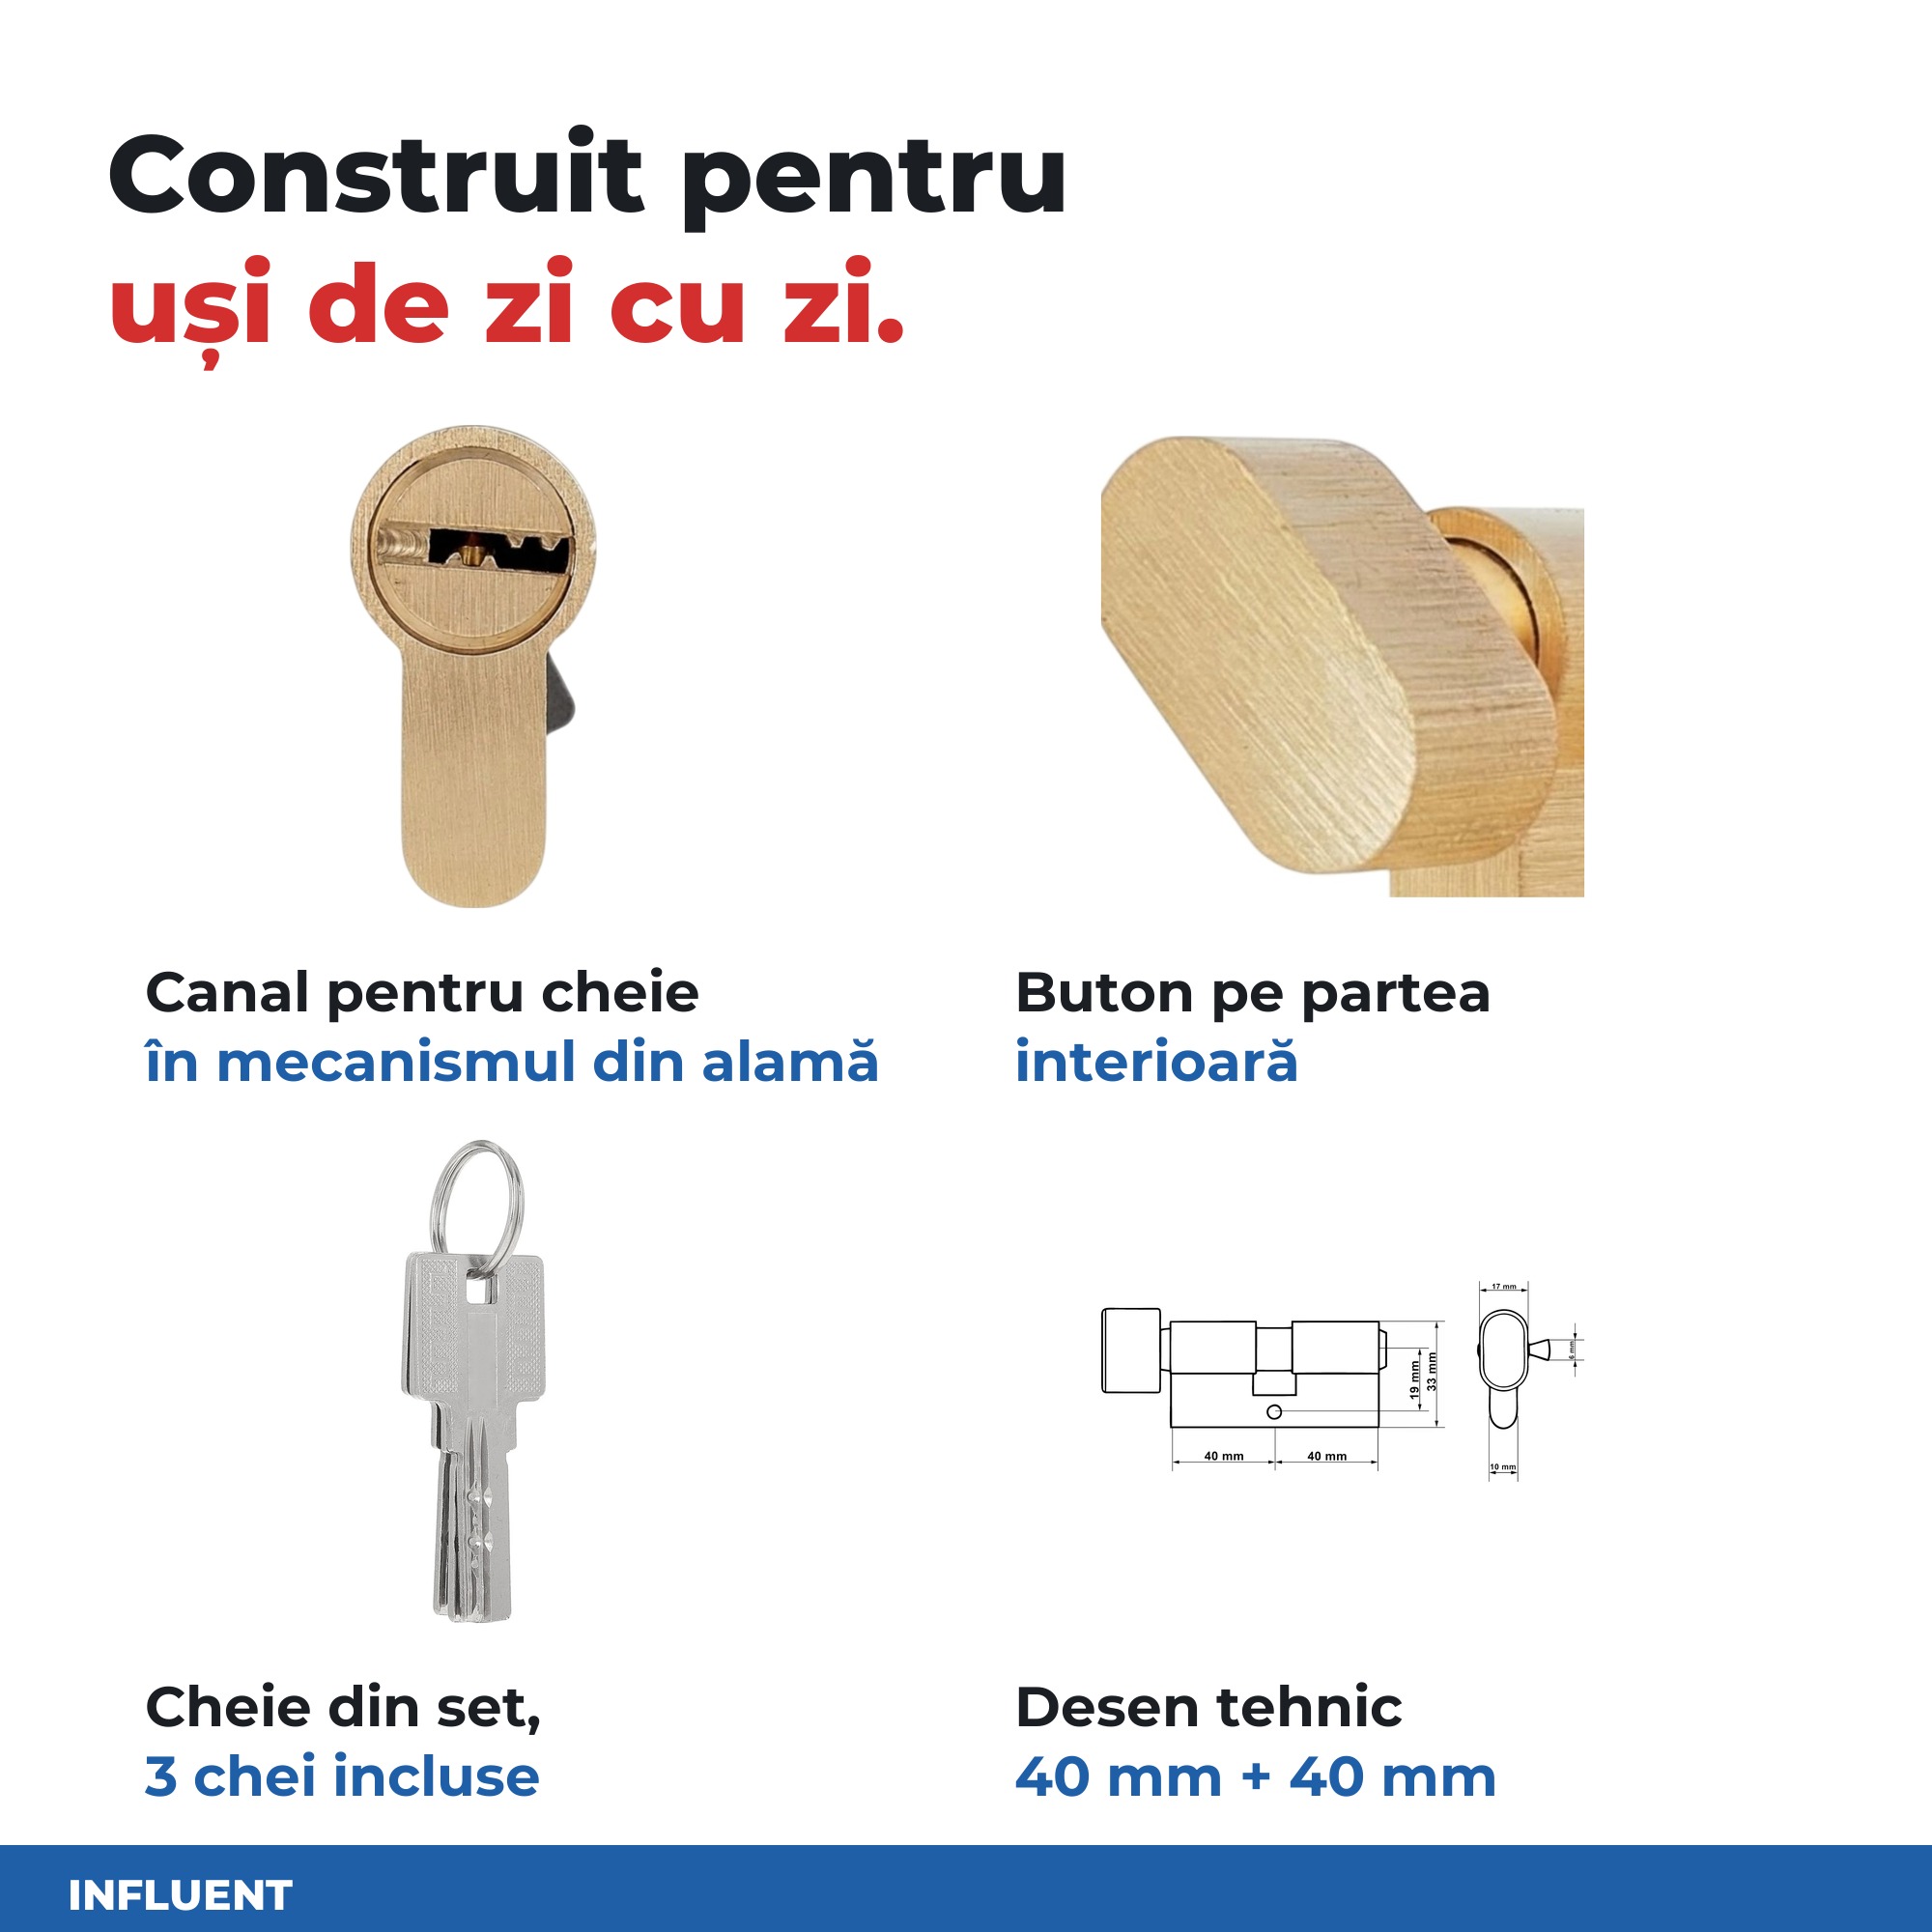 Construit pentru
uși de zi cu zi.
Canal pentru cheie
în mecanismul din alamă
Buton pe partea
interioară
17 mm
6 mm
19 mm
33 mm
40 mm
40 mm
10 mm
Cheie din set,
3 chei incluse
Desen tehnic
40 mm + 40 mm
INFLUENT